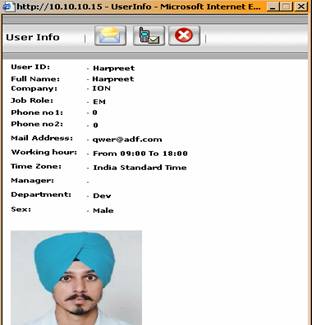 http://10.10.10.15 - UserInfo - Microsoft Internet E...
User Info
User ID: - Harpreet
Full Name: - Harpreet
Company: - ION
Job Role: - EM
Phone no1: - 0
Phone no2: - 0
Mail Address: - qwer@adf.com
Working hour: - From 09:00 To 18:00
Time Zone: - India Standard Time
Manager: -
Department: - Dev
Sex: - Male